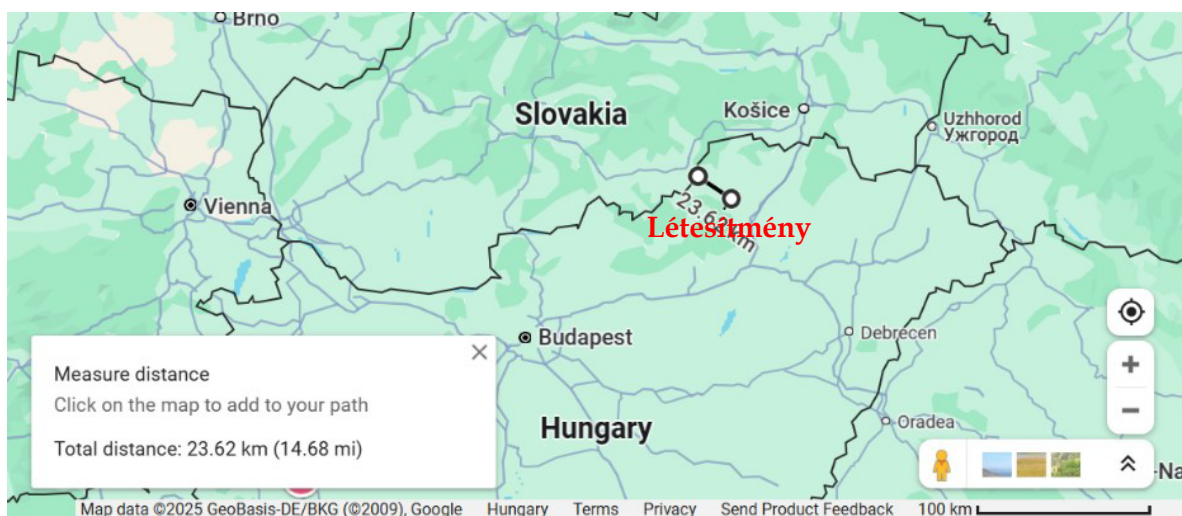 Brno
Slovakia
Košice
Uzhhorod
Ужгород
Vienna
23.62 km
Létesítmény
Budapest
Debrecen
Measure distance
Click on the map to add to your path
Total distance: 23.62 km (14.68 mi)
Hungary
Oradea
-Na
Map data ©2025 GeoBasis-DE/BKG (©2009), Google Hungary Terms Privacy Send Product Feedback 100 km